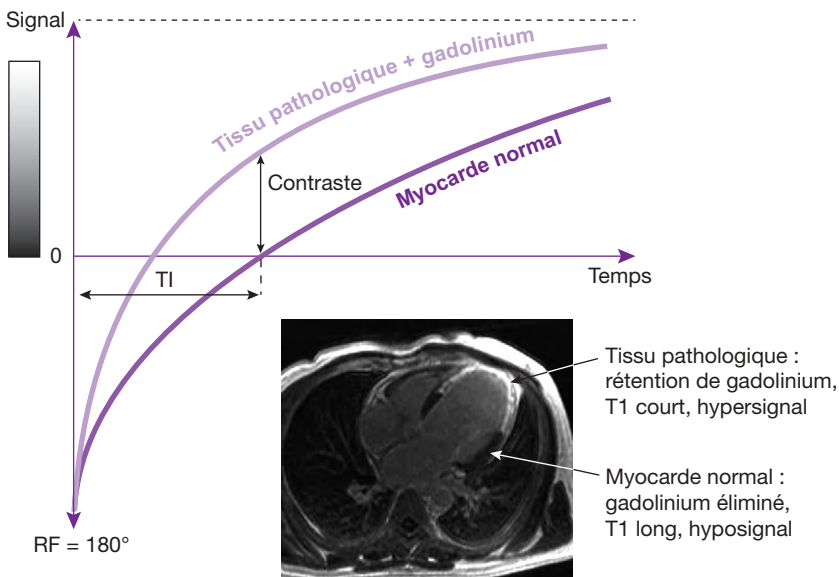 Signal
Tissu pathologique + gadolinium
Contraste
Myocarde normal
0
TI
Temps
Tissu pathologique :
rétention de gadolinium,
T1 court, hypersignal
Myocarde normal :
gadolinium éliminé,
T1 long, hyposignal
RF = 180°